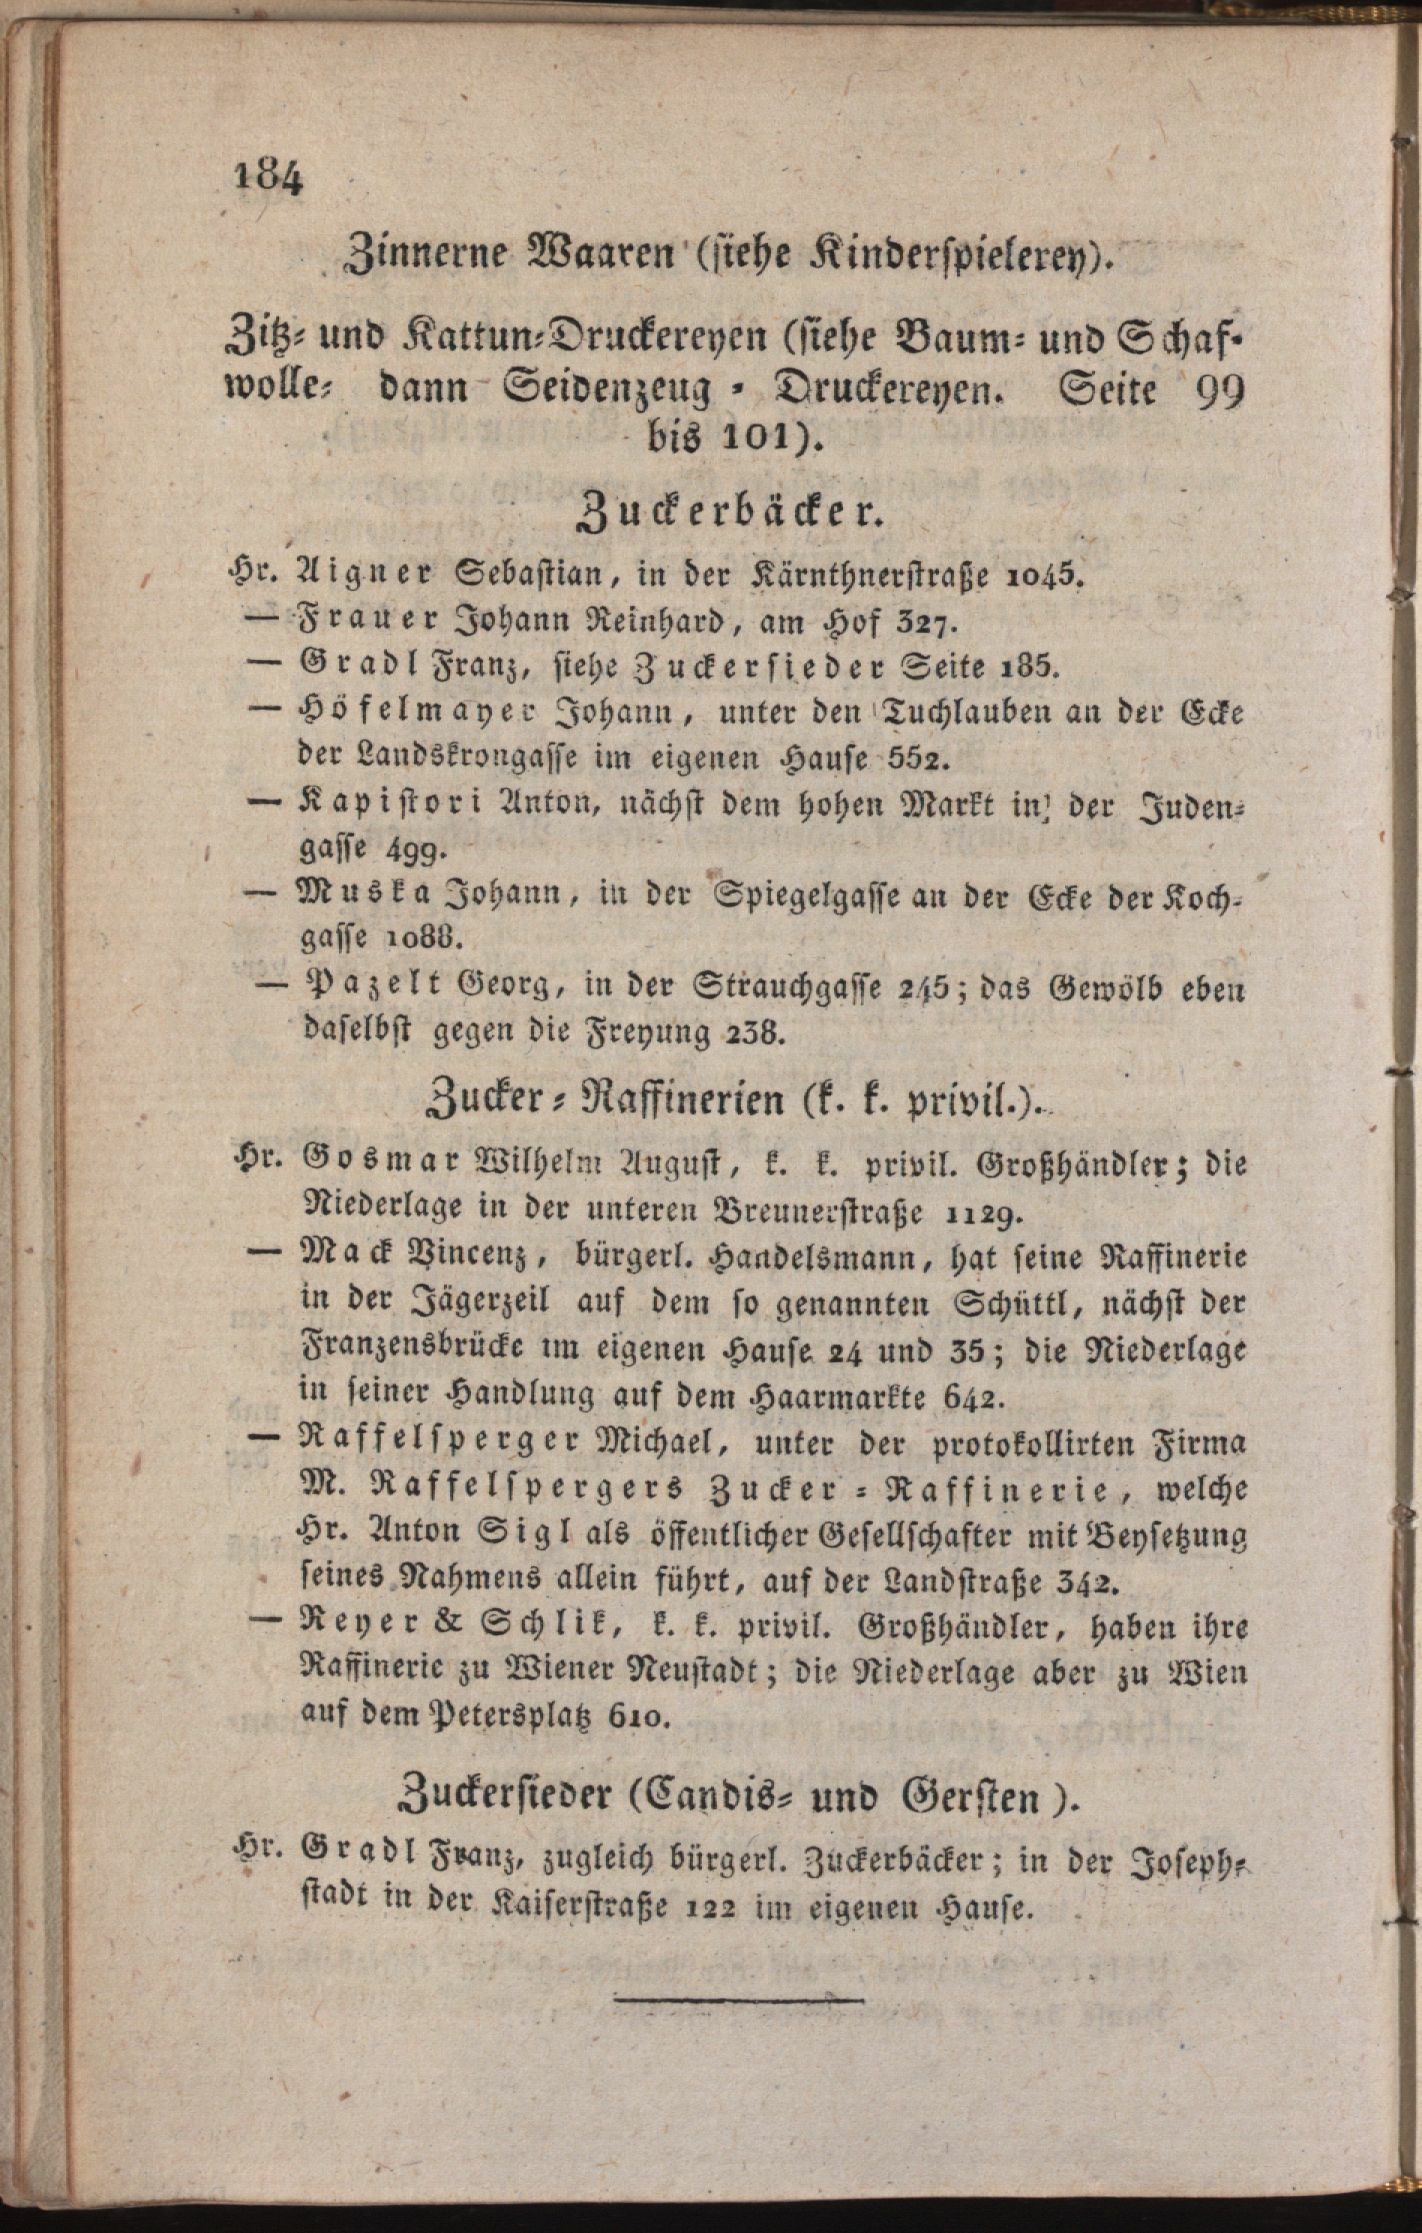 184
Zinnerne Waaren (siehe Kinderspielerey).
Zitz- und Kattun-Druckereyen (siehe Baum- und Schaf-
wolle- dann Seidenzeug - Druckereyen. Seite 99
bis 101).
Zuckerbäcker.
Hr. Aigner Sebastian, in der Kärnthnerstraße 1045.
— Frauer Johann Reinhard, am Hof 327.
— Gradl Franz, siehe Zuckersieder Seite 185.
— Höfelmayer Johann, unter den Tuchlauben an der Ecke
der Landskrongasse im eigenen Hause 552.
— Kapistori Anton, nächst dem hohen Markt in der Juden-
gasse 499.
— Muska Johann, in der Spiegelgasse an der Ecke der Koch-
gasse 1088.
— Pazelt Georg, in der Strauchgasse 245; das Gewölb eben
daselbst gegen die Freyung 238.
Zucker - Raffinerien (k. k. privil.).
Hr. Gosmar Wilhelm August, k. k. privil. Großhändler; die
Niederlage in der unteren Breunerstraße 1129.
— Mack Vincenz, bürgerl. Handelsmann, hat seine Raffinerie
in der Jägerzeil auf dem so genannten Schüttl, nächst der
Franzensbrücke im eigenen Hause 24 und 35; die Niederlage
in seiner Handlung auf dem Haarmarkte 642.
— Raffelsperger Michael, unter der protokollirten Firma
M. Raffelspergers Zucker - Raffinerie, welche
Hr. Anton Sigl als öffentlicher Gesellschafter mit Beysetzung
seines Nahmens allein führt, auf der Landstraße 342.
— Reyer & Schlik, k. k. privil. Großhändler, haben ihre
Raffinerie zu Wiener Neustadt; die Niederlage aber zu Wien
auf dem Petersplatz 610.
Zuckersieder (Candis- und Gersten ).
Hr. Gradl Franz, zugleich bürgerl. Zuckerbäcker; in der Joseph-
stadt in der Kaiserstraße 122 im eigenen Hause.